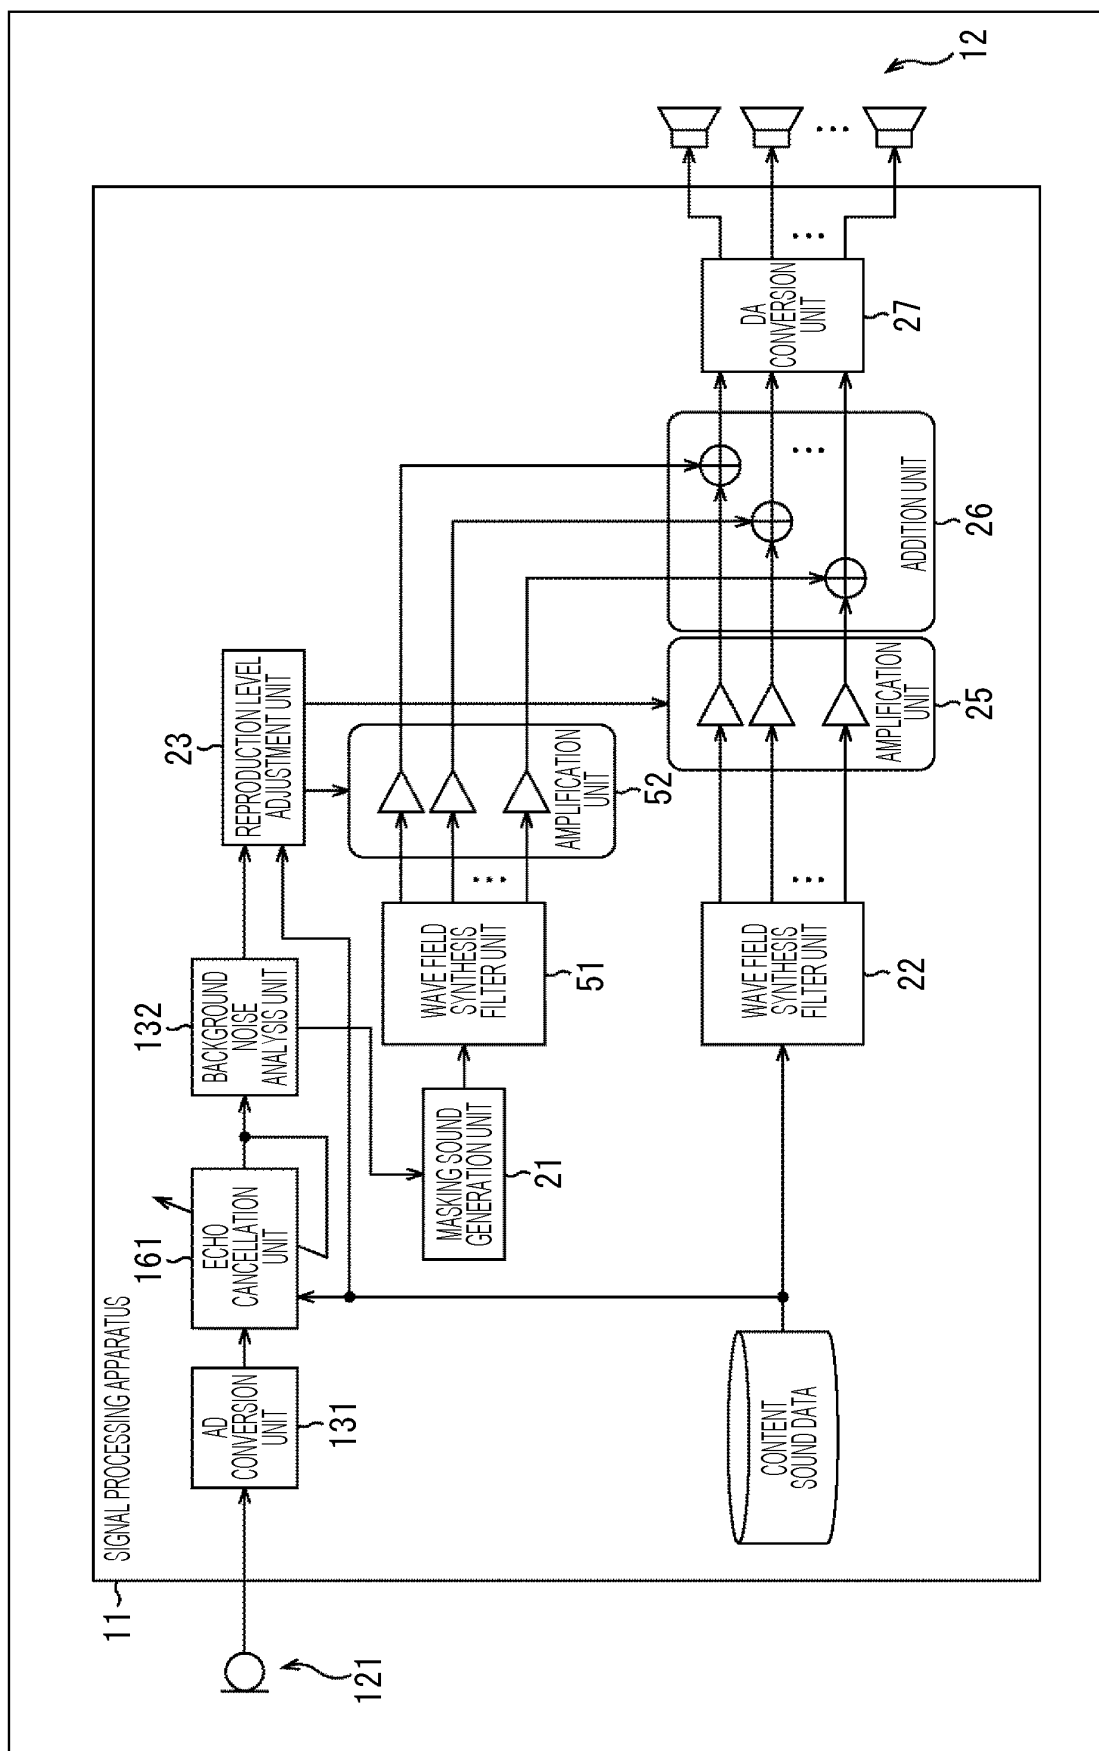 SIGNAL PROCESSING APPARATUS
11
121
AD
CONVERSION
UNIT
131
ECHO
CANCELLATION
UNIT
161
BACKGROUND
NOISE
ANALYSIS UNIT
132
REPRODUCTION LEVEL
ADJUSTMENT UNIT
23
MASKING SOUND
GENERATION UNIT
21
WAVE FIELD
SYNTHESIS
FILTER UNIT
51
...
AMPLIFICATION
UNIT
52
CONTENT
SOUND DATA
WAVE FIELD
SYNTHESIS
FILTER UNIT
22
...
AMPLIFICATION
UNIT
25
...
ADDITION UNIT
26
DA
CONVERSION
UNIT
27
...
...
12